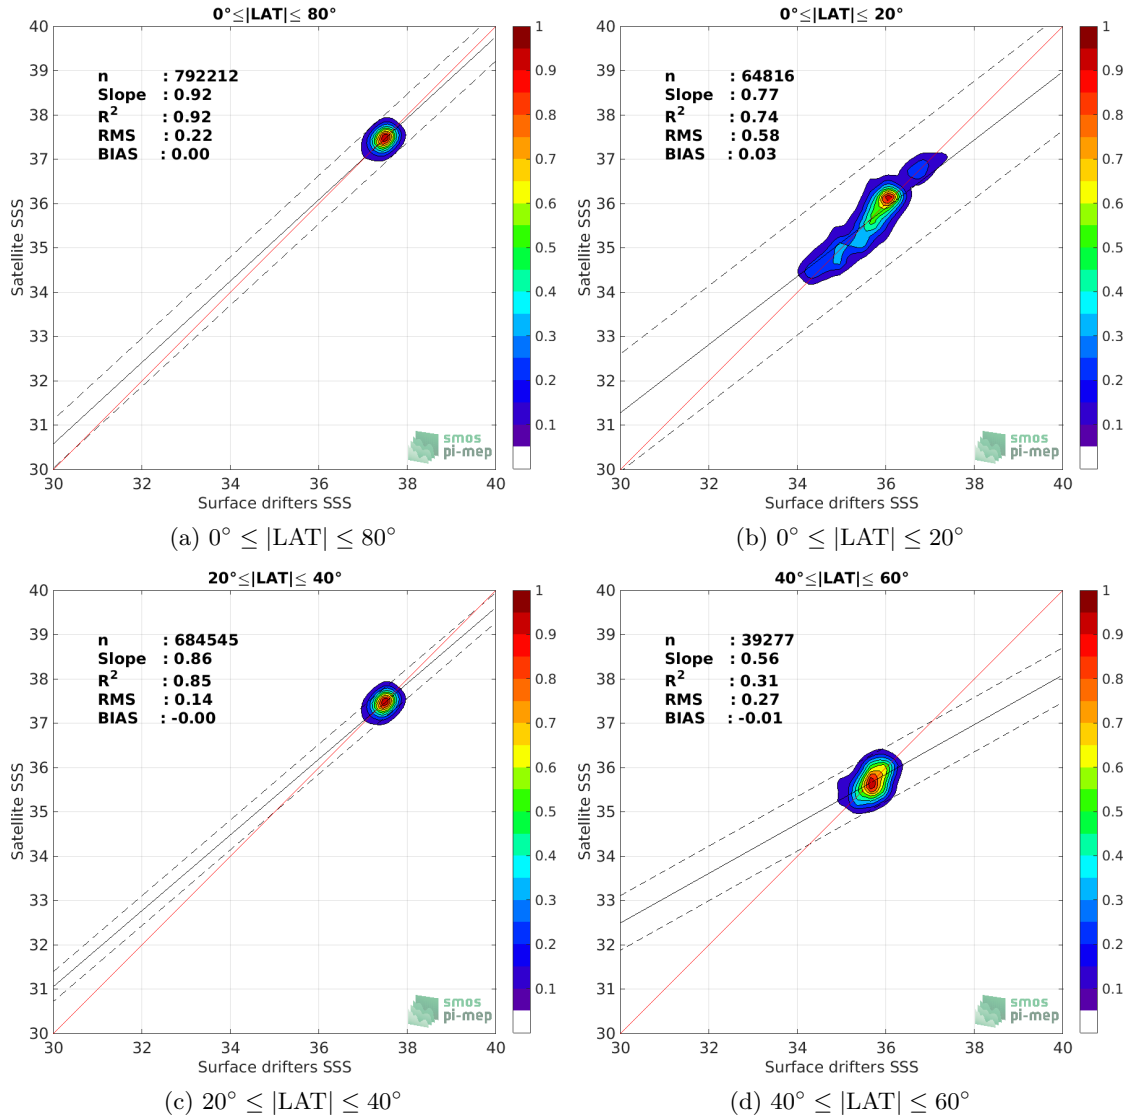 0°≤|LAT|≤ 80°
n : 792212
Slope : 0.92
R² : 0.92
RMS : 0.22
BIAS : 0.00
Satellite SSS
40
39
38
37
36
35
34
33
32
31
30
30 32 34 36 38 40
Surface drifters SSS
smos
pi-mep
1
0.9
0.8
0.7
0.6
0.5
0.4
0.3
0.2
0.1
(a) 0° ≤ |LAT| ≤ 80°
0°≤|LAT|≤ 20°
n : 64816
Slope : 0.77
R² : 0.74
RMS : 0.58
BIAS : 0.03
Satellite SSS
40
39
38
37
36
35
34
33
32
31
30
30 32 34 36 38 40
Surface drifters SSS
smos
pi-mep
1
0.9
0.8
0.7
0.6
0.5
0.4
0.3
0.2
0.1
(b) 0° ≤ |LAT| ≤ 20°
20°≤|LAT|≤ 40°
n : 684545
Slope : 0.86
R² : 0.85
RMS : 0.14
BIAS : -0.00
Satellite SSS
40
39
38
37
36
35
34
33
32
31
30
30 32 34 36 38 40
Surface drifters SSS
smos
pi-mep
1
0.9
0.8
0.7
0.6
0.5
0.4
0.3
0.2
0.1
(c) 20° ≤ |LAT| ≤ 40°
40°≤|LAT|≤ 60°
n : 39277
Slope : 0.56
R² : 0.31
RMS : 0.27
BIAS : -0.01
Satellite SSS
40
39
38
37
36
35
34
33
32
31
30
30 32 34 36 38 40
Surface drifters SSS
smos
pi-mep
1
0.9
0.8
0.7
0.6
0.5
0.4
0.3
0.2
0.1
(d) 40° ≤ |LAT| ≤ 60°